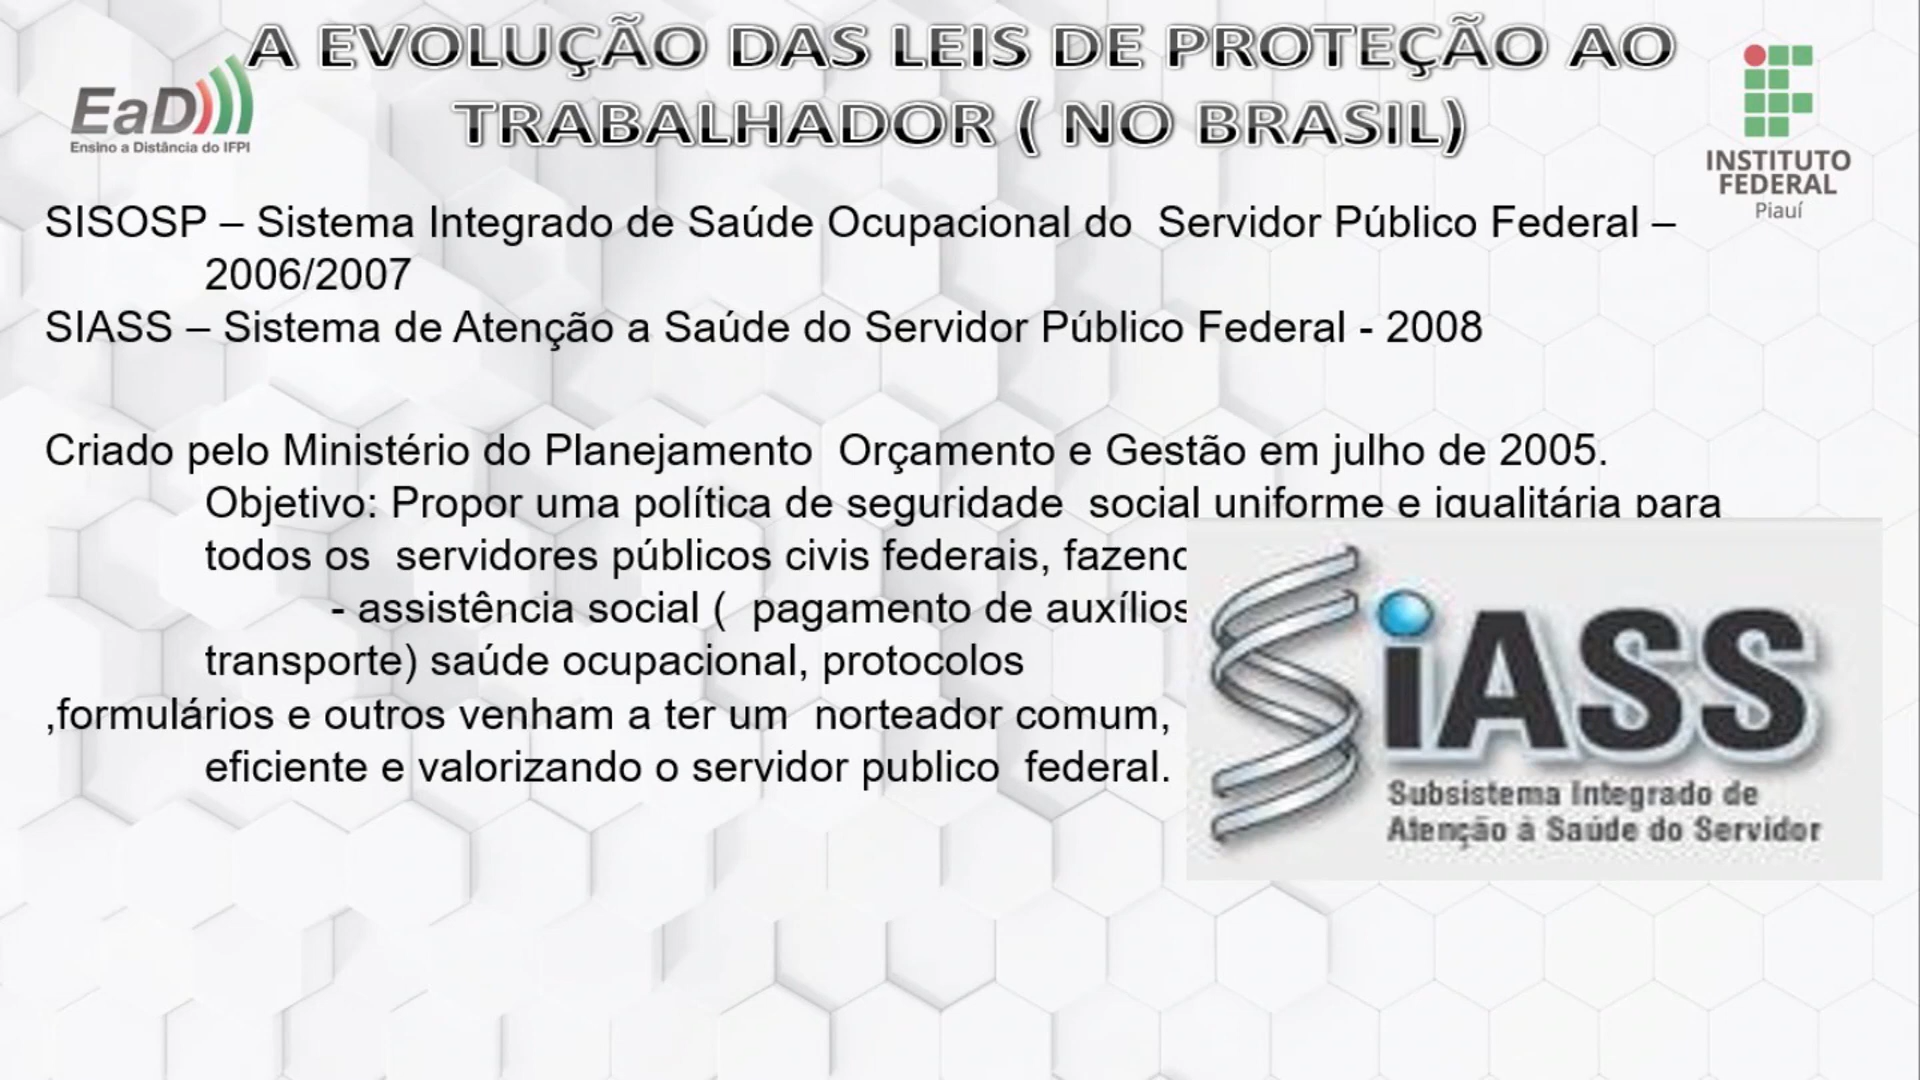 A EVOLUÇÃO DAS LEIS DE PROTEÇÃO AO
TRABALHADOR ( NO BRASIL)
EaD
Ensino a Distância do IFPI
INSTITUTO
FEDERAL
Piauí
SISOSP – Sistema Integrado de Saúde Ocupacional do Servidor Público Federal –
2006/2007
SIASS – Sistema de Atenção a Saúde do Servidor Público Federal - 2008
Criado pelo Ministério do Planejamento Orçamento e Gestão em julho de 2005.
Objetivo: Propor uma política de seguridade social uniforme e igualitária para
todos os servidores públicos civis federais,
- assistência social ( pagamento de auxílios
transporte) saúde ocupacional, protocolos
,formulários e outros venham a ter um norteador comum,
eficiente e valorizando o servidor publico federal.
SiASS
Subsistema Integrado de
Atenção à Saúde do Servidor